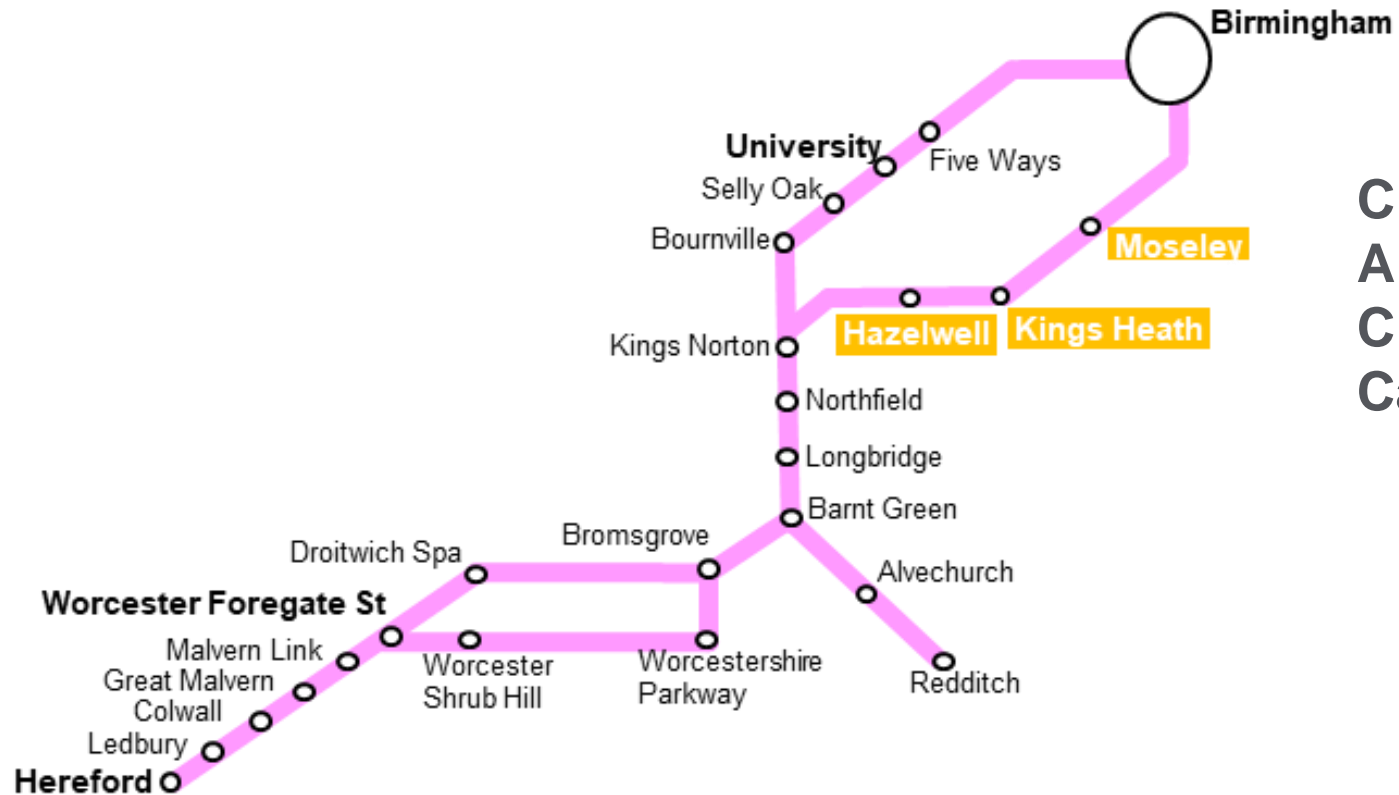 Birmingham
University
Five Ways
Selly Oak
Bournville
Moseley
Hazelwell
Kings Heath
Kings Norton
Northfield
Longbridge
Barnt Green
Bromsgrove
Droitwich Spa
Alvechurch
Worcester Foregate St
Malvern Link
Worcester
Shrub Hill
Worcestershire
Parkway
Great Malvern
Redditch
Colwall
Ledbury
Hereford
C
A
C